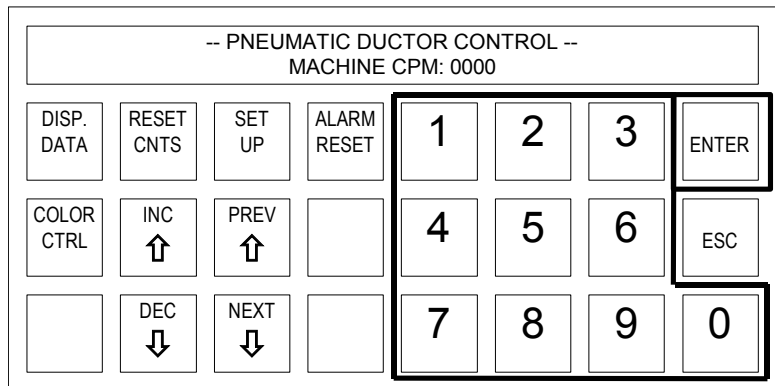 -- PNEUMATIC DUCTOR CONTROL --
MACHINE CPM: 0000
DISP. DATA
RESET CNTS
SET UP
ALARM RESET
1
2
3
ENTER
COLOR CTRL
INC
PREV
4
5
6
ESC
DEC
NEXT
7
8
9
0